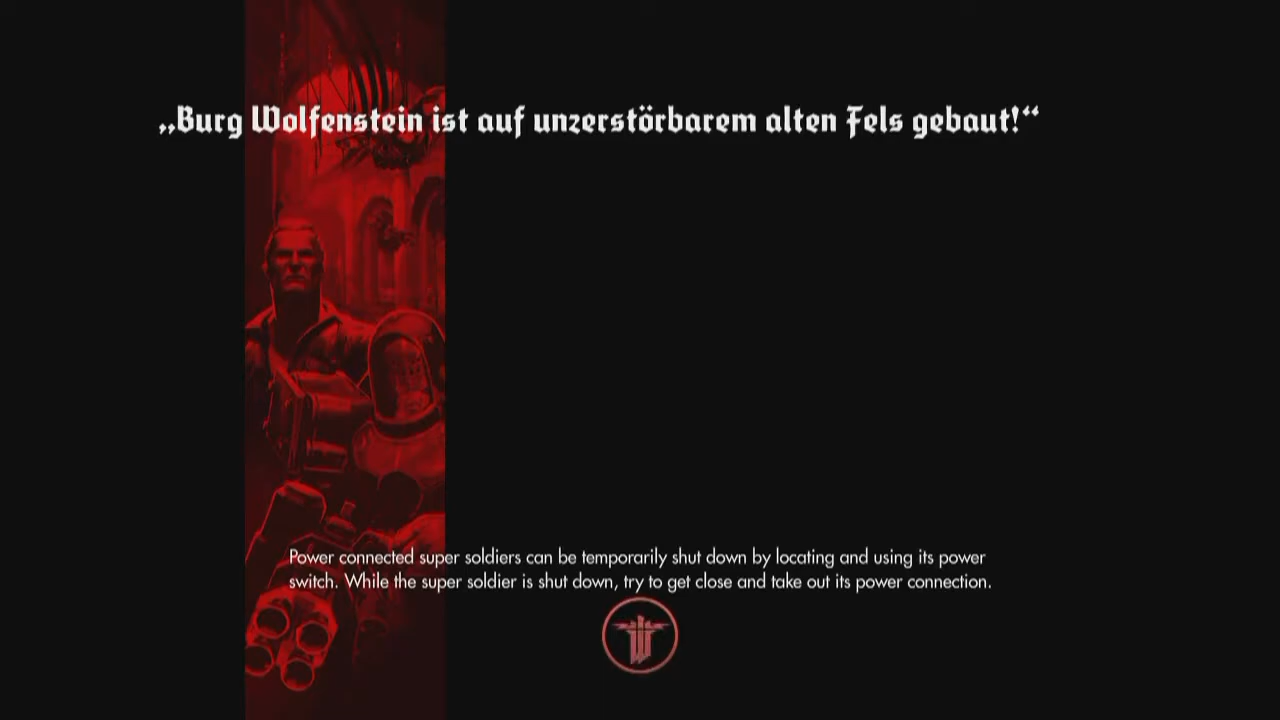 „Burg Wolfenstein ist auf unzerstörbarem alten Fels gebaut!“
Power connected super soldiers can be temporarily shut down by locating and using its power
switch. While the super soldier is shut down, try to get close and take out its power connection.